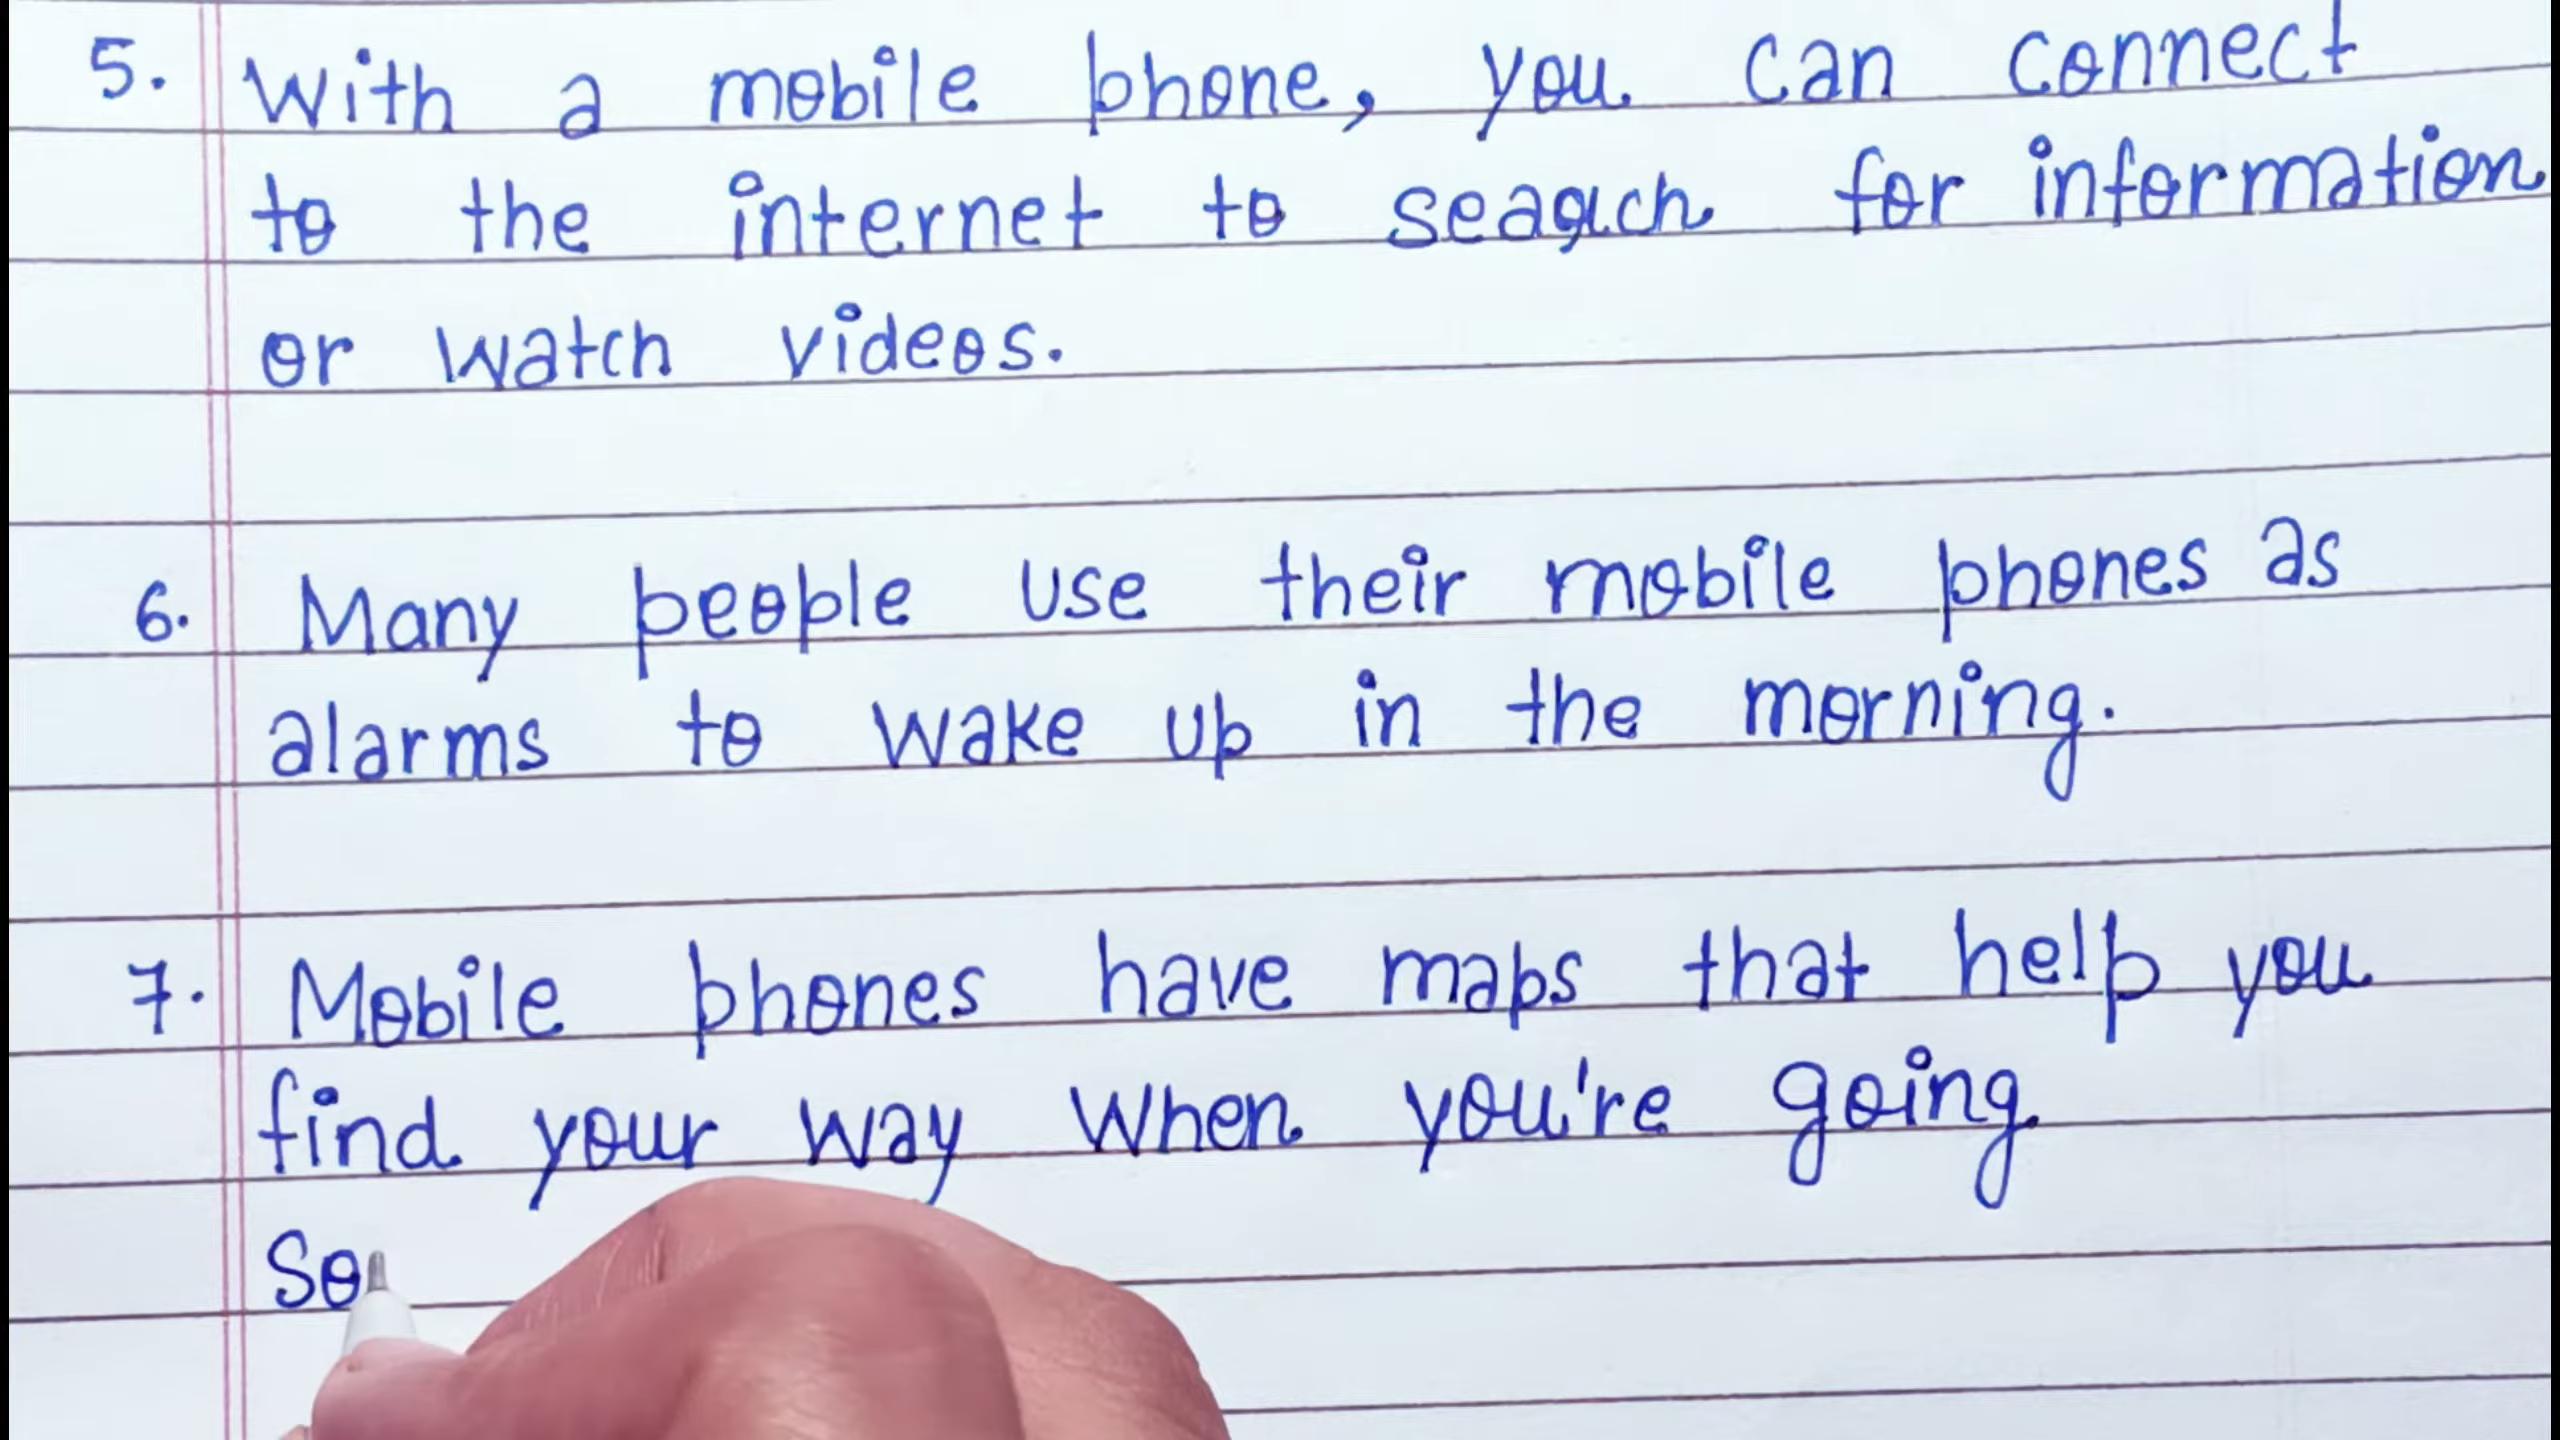 5. With a mobile phone, you can connect
to the internet to search for information
or watch videos.
6. Many people use their mobile phones as
alarms to wake up in the morning.
7. Mobile phones have maps that help you
find your way when you're going
So